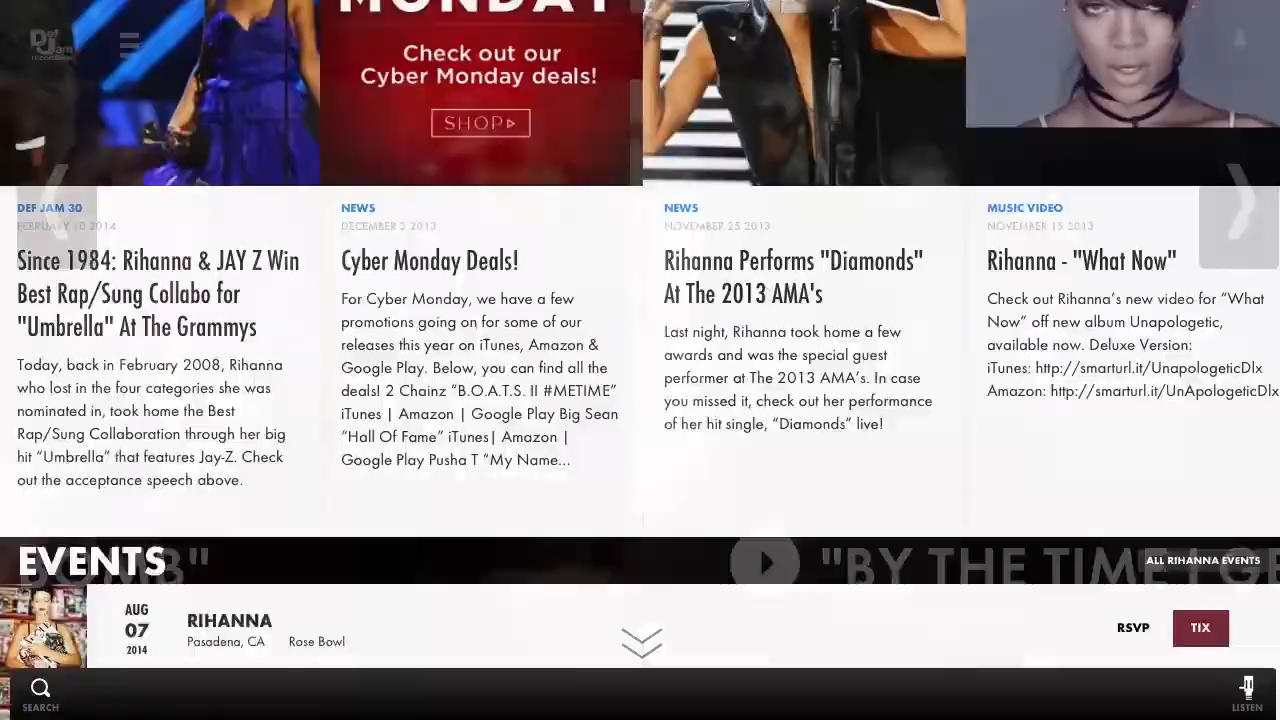 MONDAY
Check out our
Cyber Monday deals!
SHOP
Def Jam
DEF JAM 30
FEBRUARY 10 2014
Since 1984: Rihanna & JAY Z Win
Best Rap/Sung Collabo for
"Umbrella" At The Grammys
Today, back in February 2008, Rihanna
who lost in the four categories she was
nominated in, took home the Best
Rap/Sung Collaboration through her big
hit “Umbrella” that features Jay-Z. Check
out the acceptance speech above.
NEWS
DECEMBER 2 2013
Cyber Monday Deals!
For Cyber Monday, we have a few
promotions going on for some of our
releases this year on iTunes, Amazon &
Google Play. Below, you can find all the
deals! 2 Chainz “B.O.A.T.S. II #METIME”
iTunes | Amazon | Google Play Big Sean
“Hall Of Fame” iTunes| Amazon |
Google Play Pusha T “My Name...
NEWS
NOVEMBER 25 2013
Rihanna Performs "Diamonds"
At The 2013 AMA's
Last night, Rihanna took home a few
awards and was the special guest
performer at The 2013 AMA’s. In case
you missed it, check out her performance
of her hit single, “Diamonds” live!
MUSIC VIDEO
NOVEMBER 15 2013
Rihanna - "What Now"
Check out Rihanna’s new video for “What
Now” off new album Unapologetic,
available now. Deluxe Version:
iTunes: http://smarturl.it/UnapologeticDlx
Amazon: http://smarturl.it/UnApologeticDlx
EVENTS
"BY THE TIME I GE
ALL RIHANNA EVENTS
AUG
07
2014
RIHANNA
Pasadena, CA Rose Bowl
RSVP
TIX
SEARCH
LISTEN